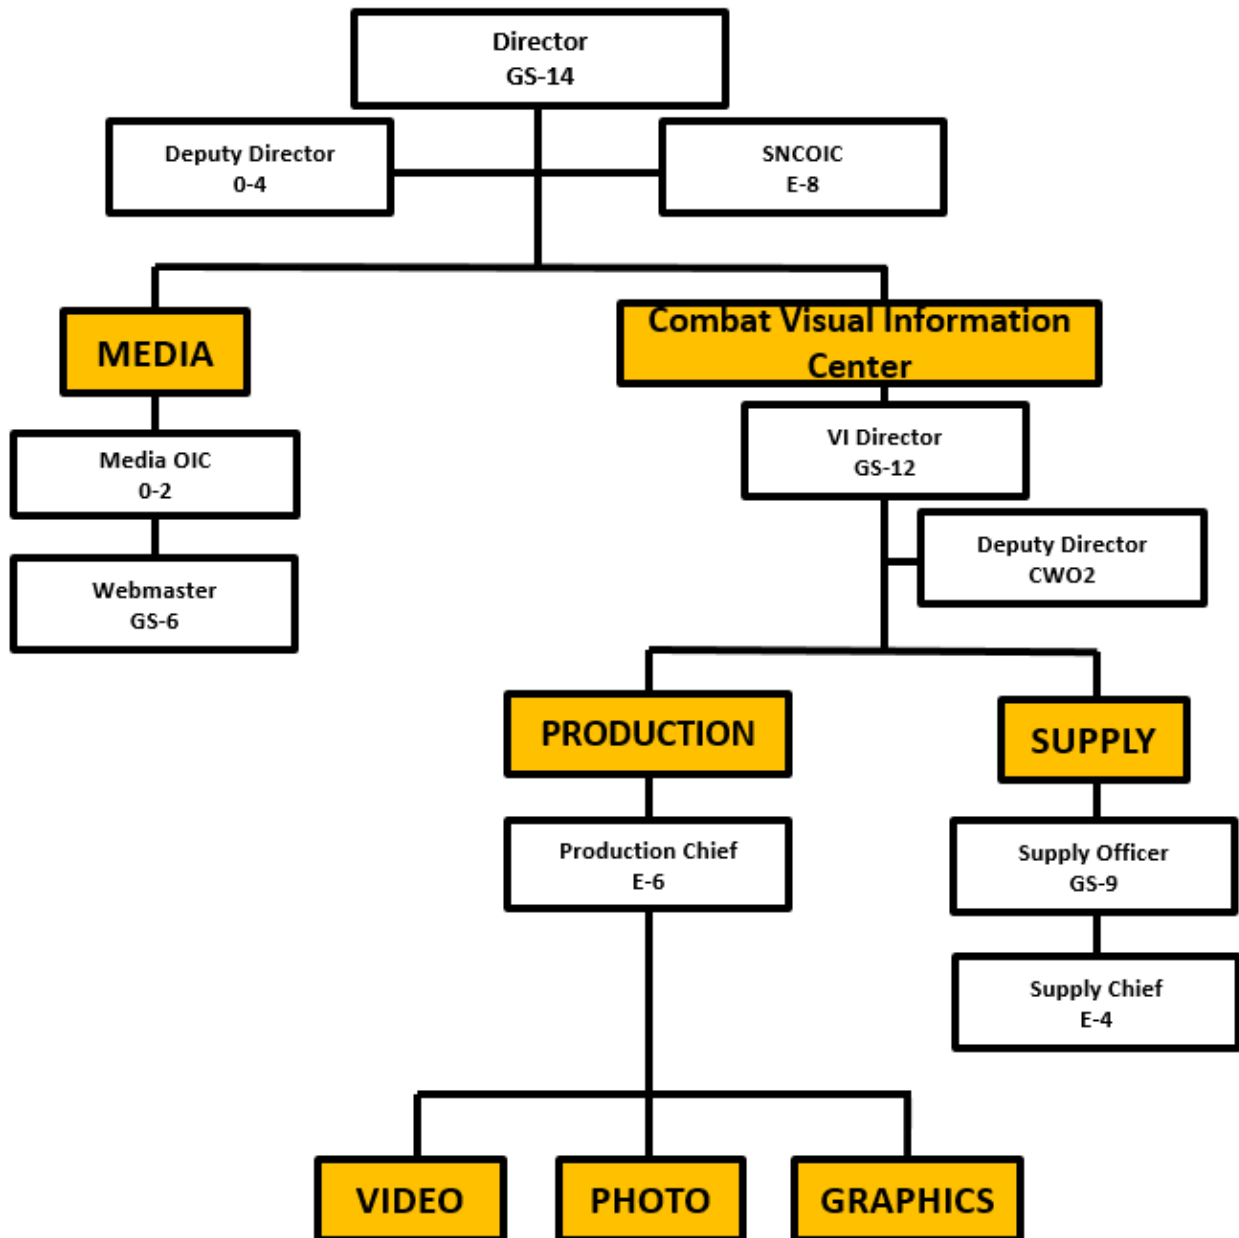 Director
GS-14
Deputy Director
0-4
SNCOIC
E-8
MEDIA
Combat Visual Information
Center
Media OIC
0-2
VI Director
GS-12
Deputy Director
CWO2
Webmaster
GS-6
PRODUCTION
SUPPLY
Production Chief
E-6
Supply Officer
GS-9
Supply Chief
E-4
VIDEO
PHOTO
GRAPHICS